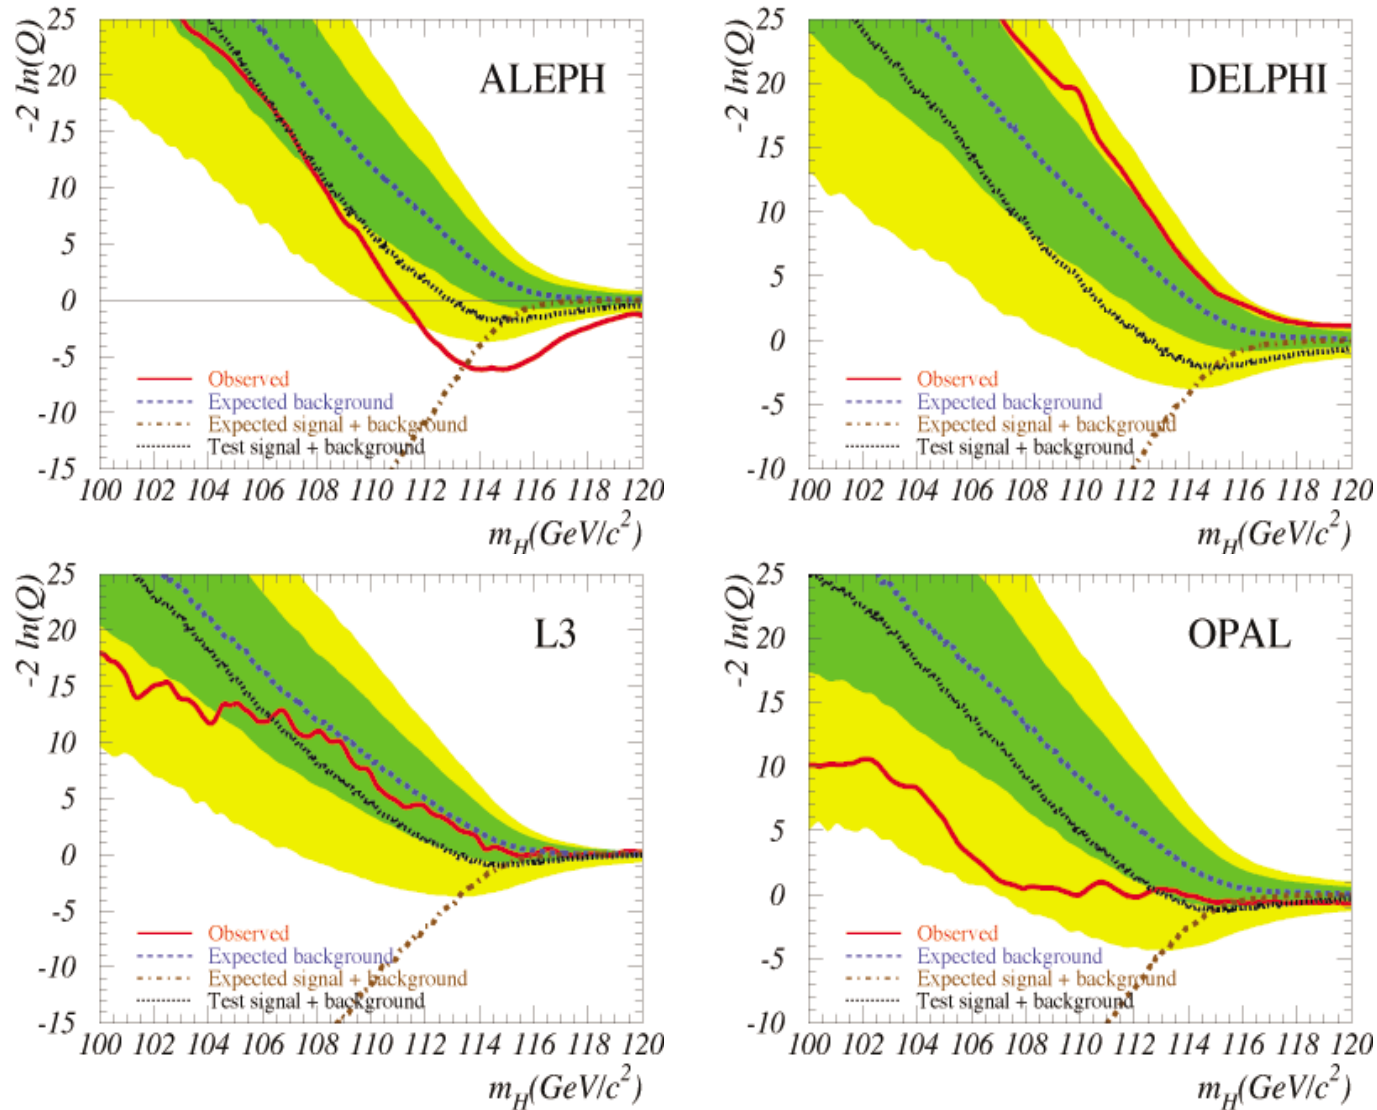 -2 ln(Q)
25
20
15
10
5
0
-5
-10
-15
ALEPH
Observed
Expected background
Expected signal + background
Test signal + background
100 102 104 106 108 110 112 114 116 118 120
m_H(GeV/c²)
-2 ln(Q)
25
20
15
10
5
0
-5
-10
DELPHI
Observed
Expected background
Expected signal + background
Test signal + background
100 102 104 106 108 110 112 114 116 118 120
m_H(GeV/c²)
-2 ln(Q)
25
20
15
10
5
0
-5
-10
-15
L3
Observed
Expected background
Expected signal + background
Test signal + background
100 102 104 106 108 110 112 114 116 118 120
m_H(GeV/c²)
-2 ln(Q)
25
20
15
10
5
0
-5
-10
OPAL
Observed
Expected background
Expected signal + background
Test signal + background
100 102 104 106 108 110 112 114 116 118 120
m_H(GeV/c²)